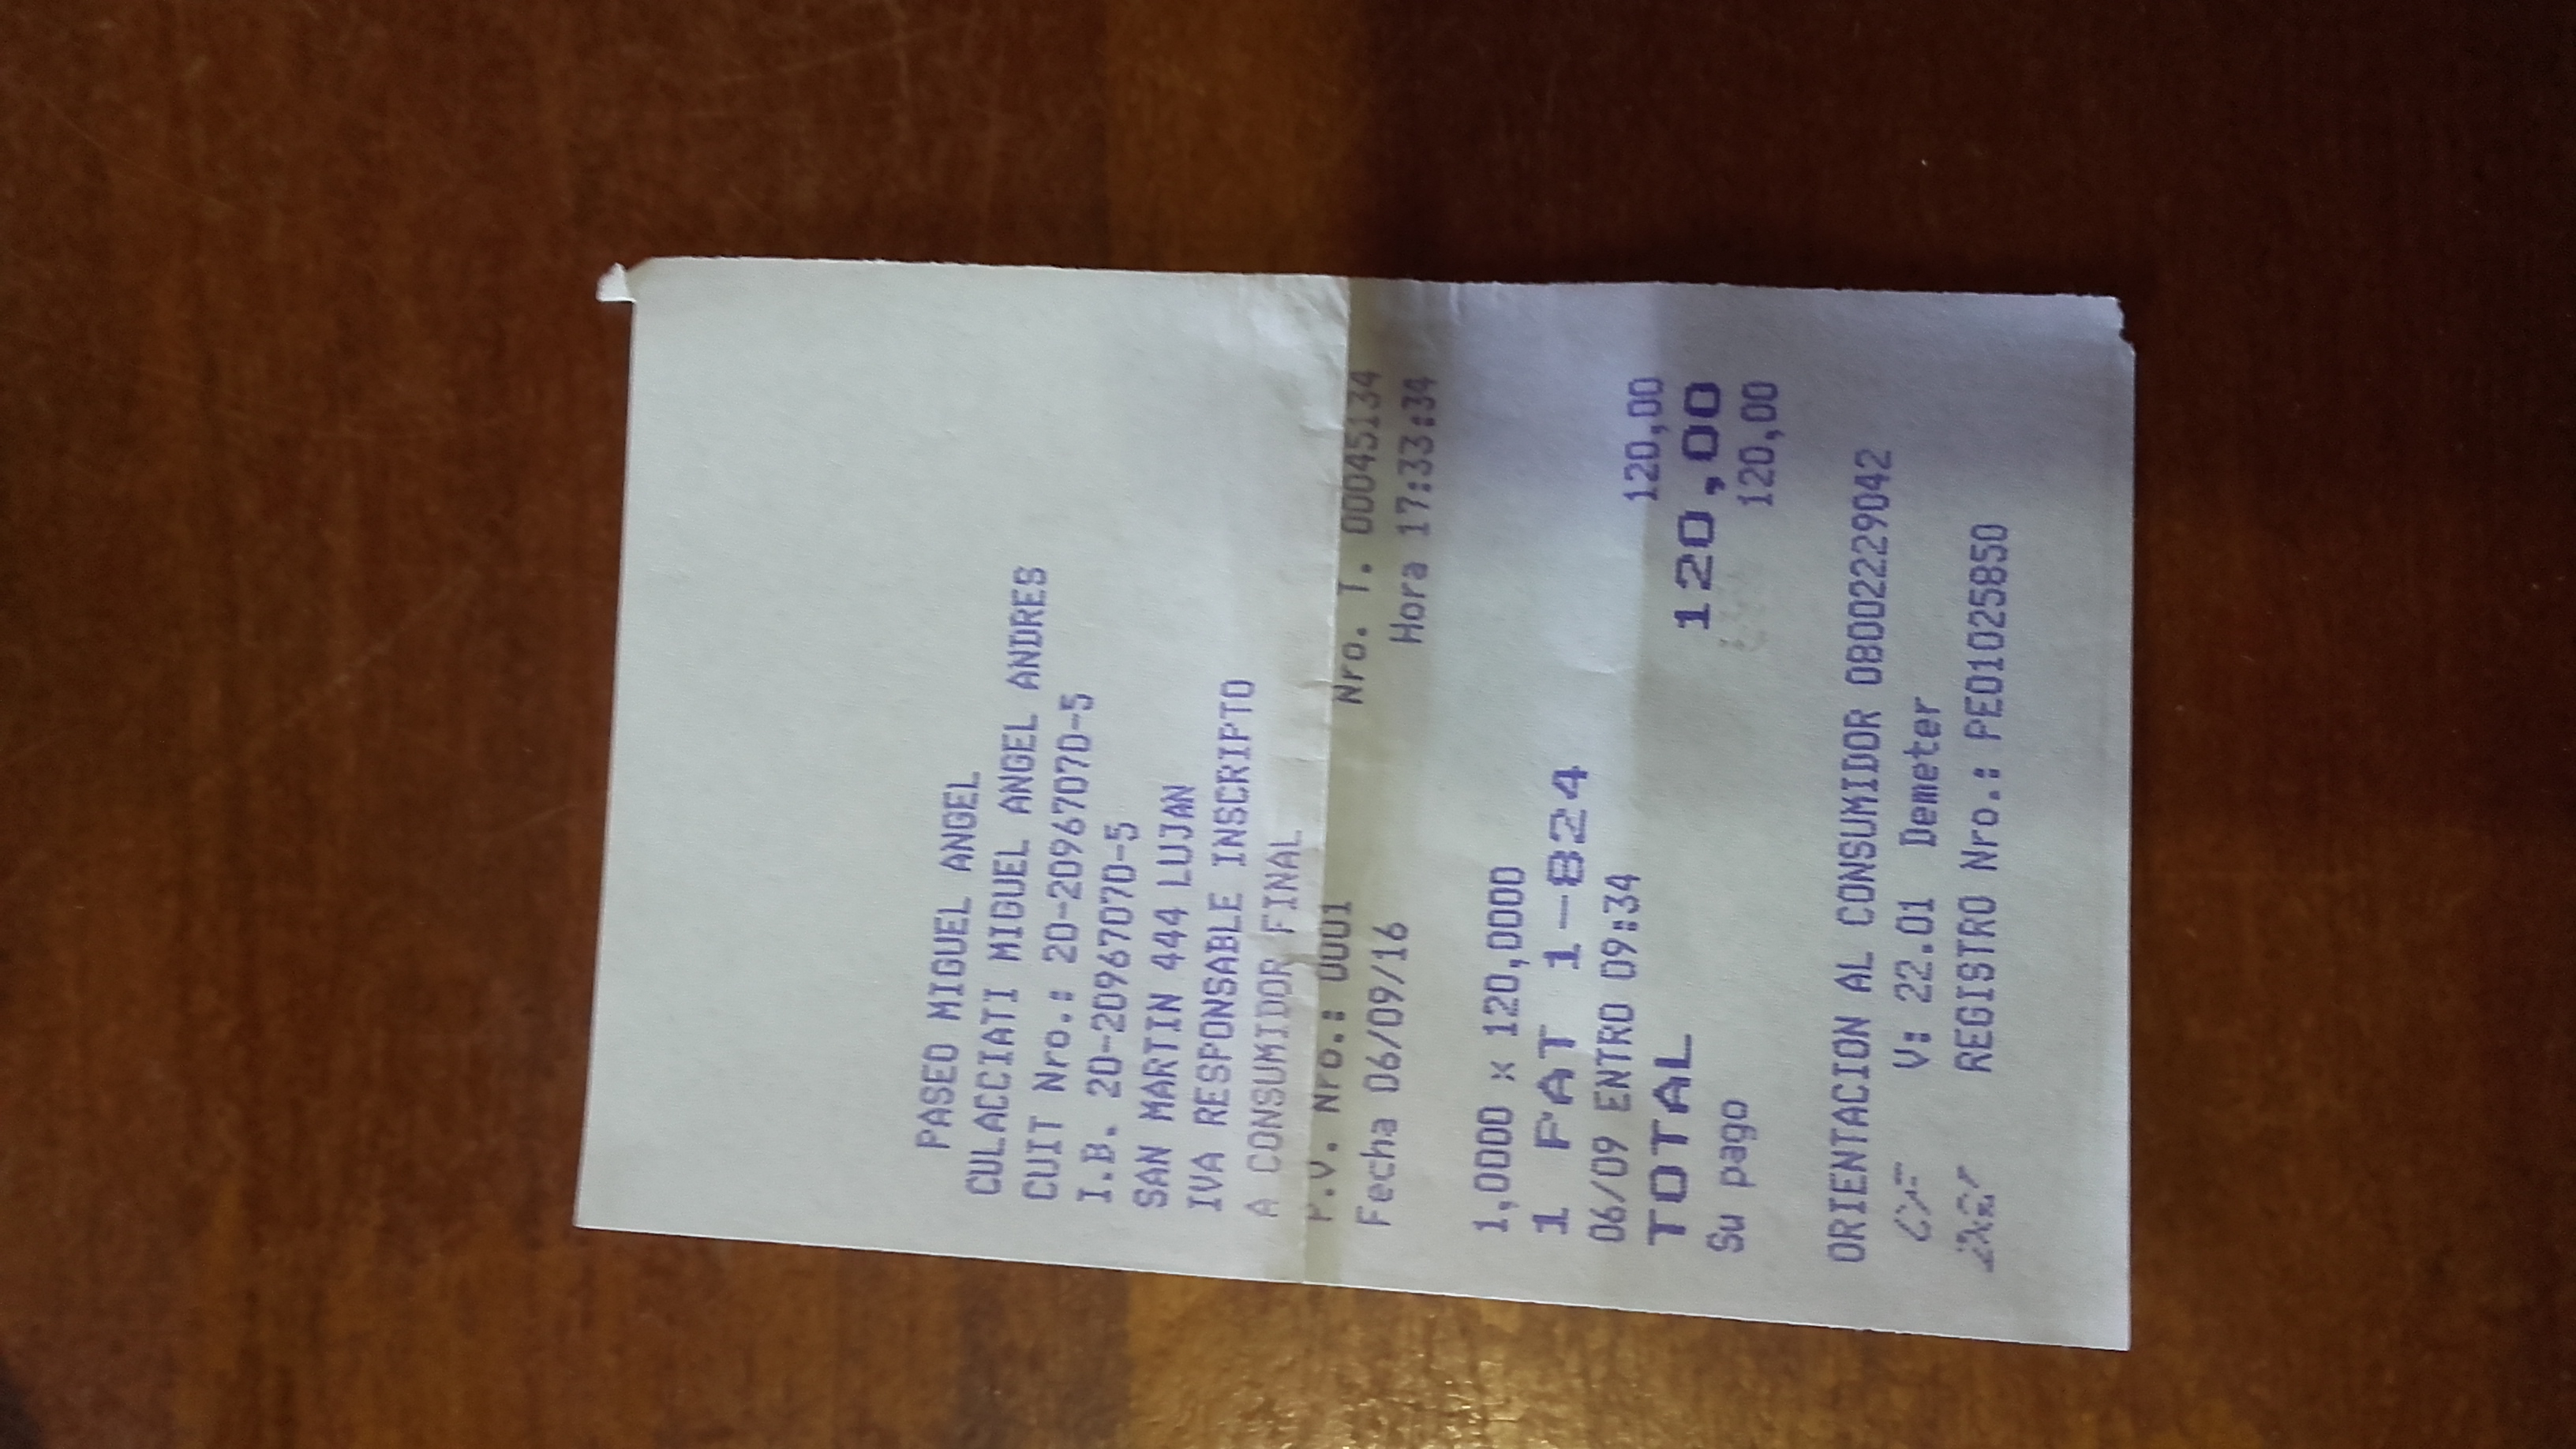 PASEO MIGUEL ANGEL
CULACCIATI MIGUEL ANGEL ANDRES
CUIT Nro.: 20-20967070-5
I.B. 20-20967070-5
SAN MARTIN 444 LUJAN
IVA RESPONSABLE INSCRIPTO
A CONSUMIDOR FINAL
P.V. Nro.: 0001 Nro. T. 00045134
Fecha 06/09/16 Hora 17:33:34
1,0000 x 120,0000
1 PAT 1-824
06/09 ENTRO 09:34 120,00
TOTAL 120,00
Su pago 120,00
ORIENTACION AL CONSUMIDOR 08002229042
V: 22.01 Demeter
REGISTRO Nro.: PEO1025850